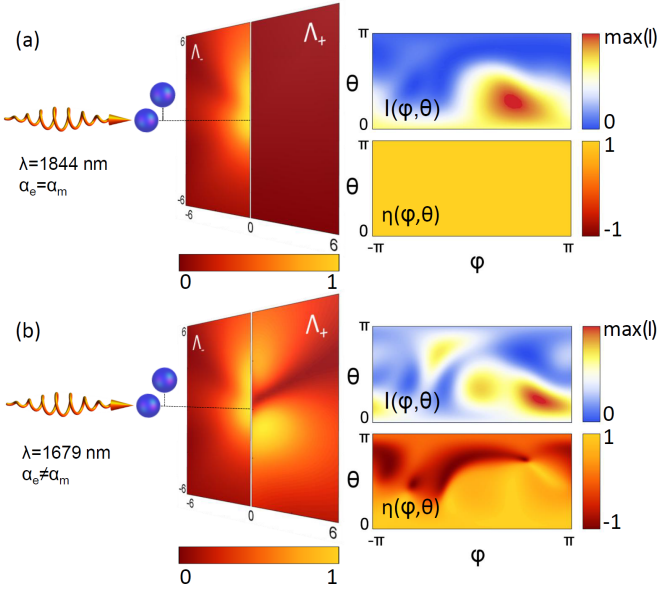 (a)
6
Λ₋
Λ₊
λ=1844 nm
αₑ=αₘ
-6
-6
0
6
0
1
π
θ
0
I(φ,θ)
max(I)
0
π
θ
0
η(φ,θ)
1
-1
-π
φ
π
(b)
6
Λ₋
Λ₊
λ=1679 nm
αₑ≠αₘ
-6
-6
0
6
0
1
π
θ
0
I(φ,θ)
max(I)
0
π
θ
0
η(φ,θ)
1
-1
-π
φ
π